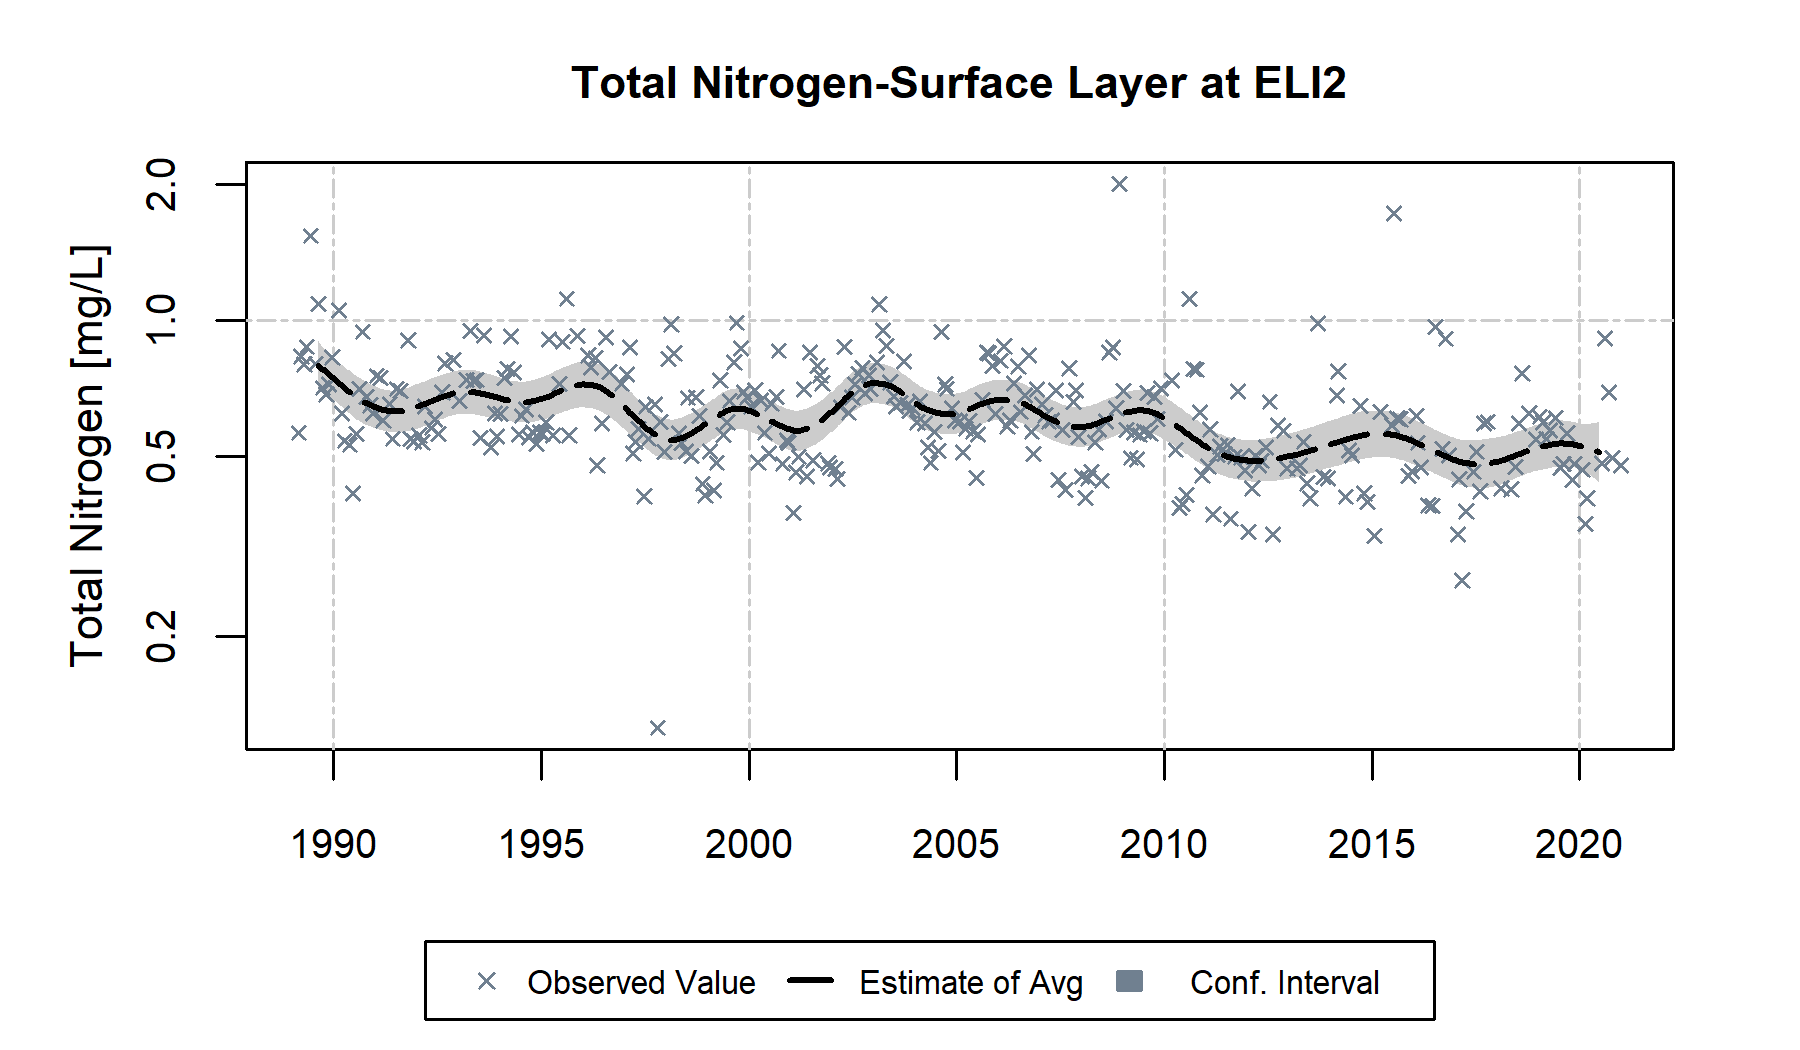 Total Nitrogen-Surface Layer at ELI2
Total Nitrogen [mg/L]
2.0
1.0
0.5
0.2
1990 1995 2000 2005 2010 2015 2020
Observed Value Estimate of Avg Conf. Interval